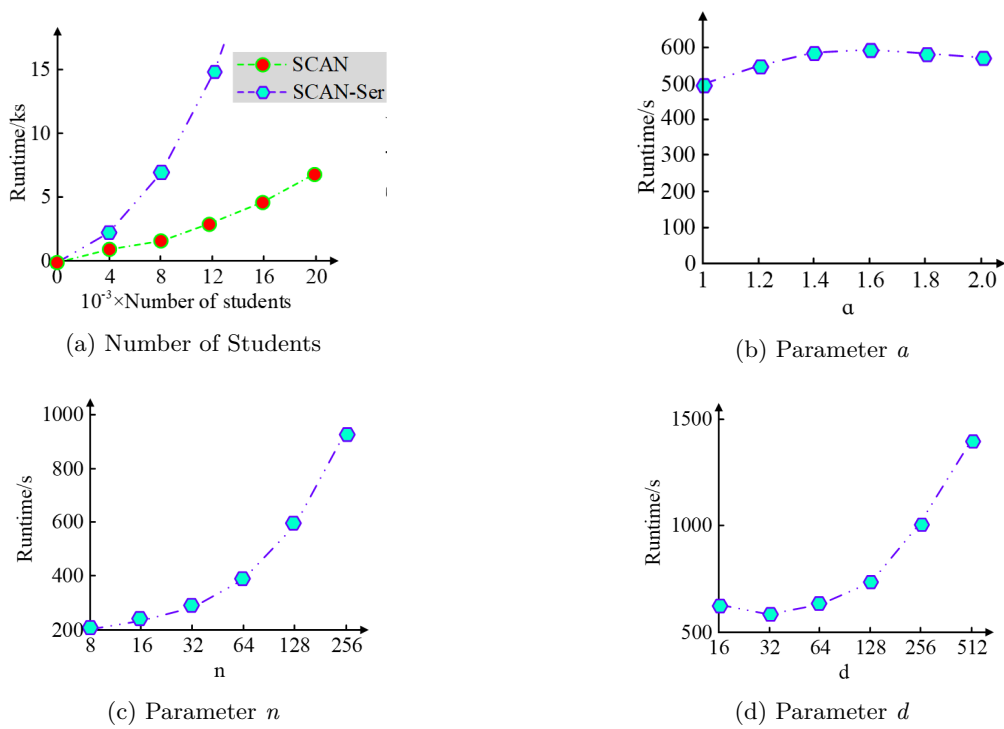 Runtime/ks
15
10
5
0
0 4 8 12 16 20
10⁻³×Number of students
SCAN
SCAN-Ser
(a) Number of Students
Runtime/s
600
500
400
300
200
100
0
1 1.2 1.4 1.6 1.8 2.0
a
(b) Parameter a
Runtime/s
1000
800
600
400
200
8 16 32 64 128 256
n
(c) Parameter n
Runtime/s
1500
1000
500
16 32 64 128 256 512
d
(d) Parameter d